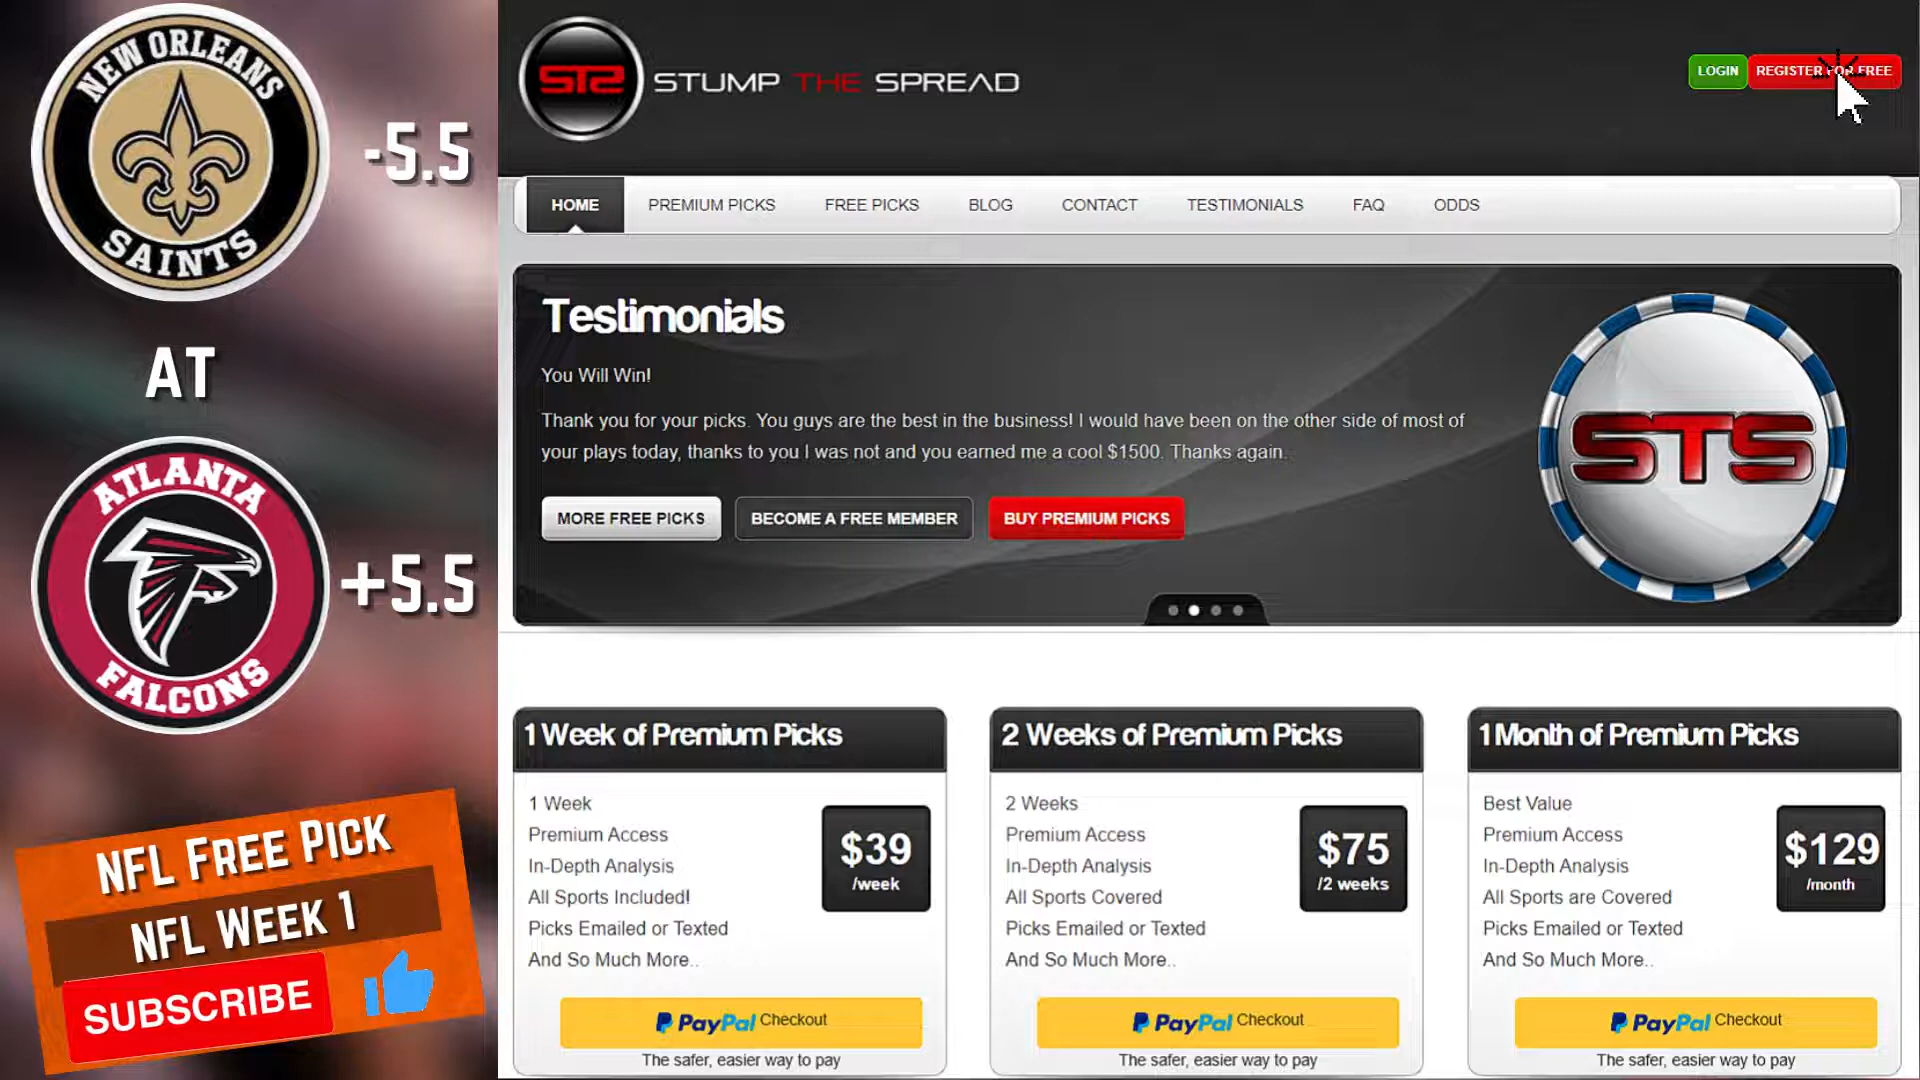 NEW ORLEANS
SAINTS
-5.5
AT
ATLANTA
FALCONS
+5.5
NFL FREE PICK
NFL WEEK 1
SUBSCRIBE
STS
STUMP THE SPREAD
LOGIN
REGISTER FOR FREE
HOME
PREMIUM PICKS
FREE PICKS
BLOG
CONTACT
TESTIMONIALS
FAQ
ODDS
Testimonials
You Will Win!
Thank you for your picks. You guys are the best in the business! I would have been on the other side of most of
your plays today, thanks to you I was not and you earned me a cool $1500. Thanks again.
MORE FREE PICKS
BECOME A FREE MEMBER
BUY PREMIUM PICKS
STS
1 Week of Premium Picks
1 Week
Premium Access
In-Depth Analysis
All Sports Included!
Picks Emailed or Texted
And So Much More..
$39
/week
PayPal Checkout
The safer, easier way to pay
2 Weeks of Premium Picks
2 Weeks
Premium Access
In-Depth Analysis
All Sports Covered
Picks Emailed or Texted
And So Much More..
$75
/2 weeks
PayPal Checkout
The safer, easier way to pay
1 Month of Premium Picks
Best Value
Premium Access
In-Depth Analysis
All Sports are Covered
Picks Emailed or Texted
And So Much More..
$129
/month
PayPal Checkout
The safer, easier way to pay